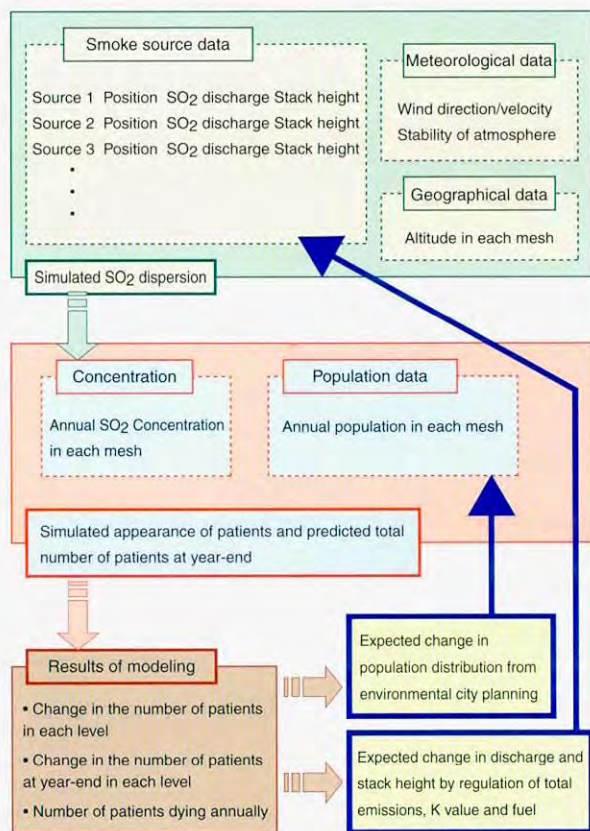 Smoke source data
Source 1 Position SO2 discharge Stack height
Source 2 Position SO2 discharge Stack height
Source 3 Position SO2 discharge Stack height
•
•
•
Meteorological data
Wind direction/velocity
Stability of atmosphere
Geographical data
Altitude in each mesh
Simulated SO2 dispersion
Concentration
Annual SO2 Concentration
in each mesh
Population data
Annual population in each mesh
Simulated appearance of patients and predicted total
number of patients at year-end
Results of modeling
• Change in the number of patients
in each level
• Change in the number of patients
at year-end in each level
• Number of patients dying annually
Expected change in
population distribution from
environmental city planning
Expected change in discharge and
stack height by regulation of total
emissions, K value and fuel